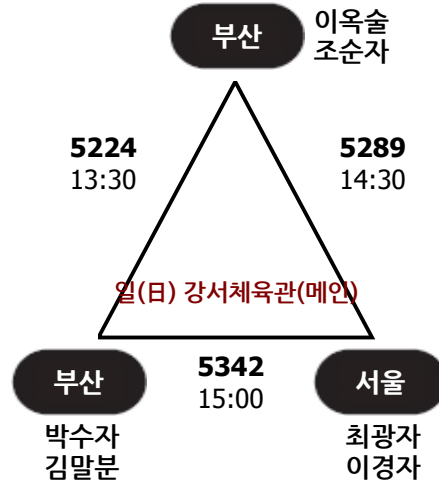 부산
이옥술
조순자
5224
13:30
5289
14:30
일(日) 강서체육관(메인)
부산
5342
15:00
서울
박수자
김말분
최광자
이경자